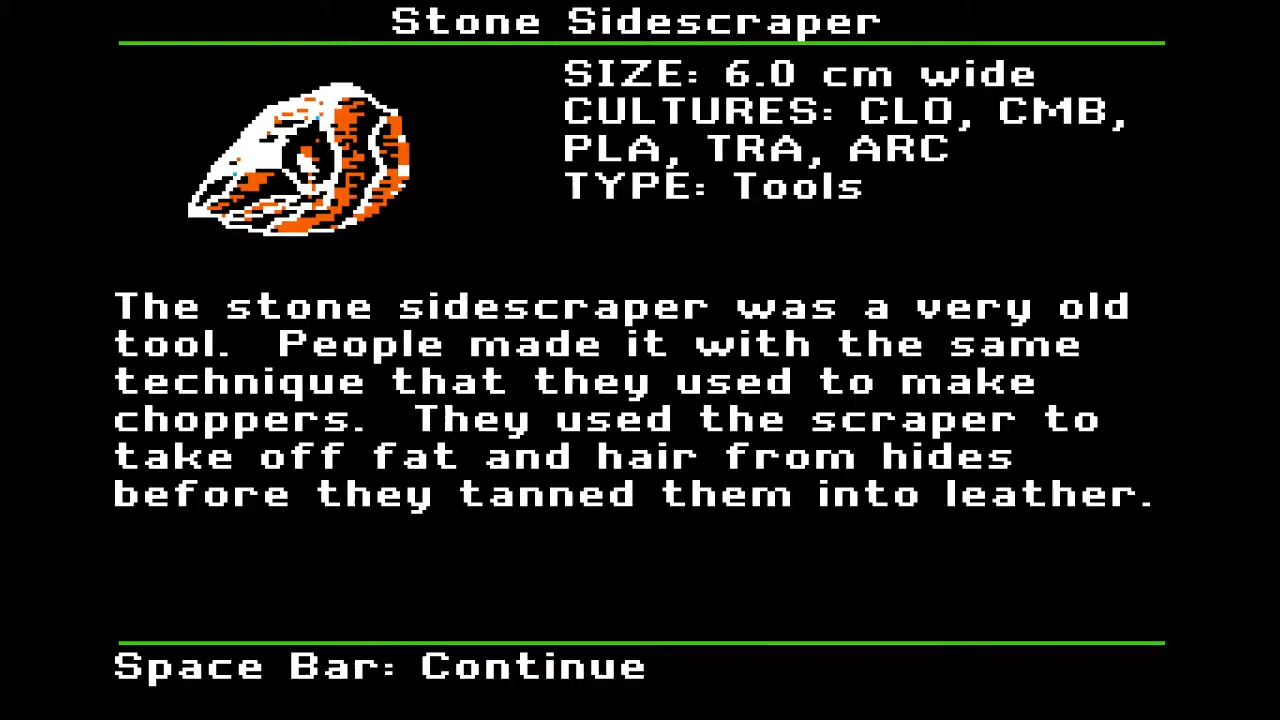 Stone Sidescraper
SIZE: 6.0 cm wide
CULTURES: CLO, CMB,
PLA, TRA, ARC
TYPE: Tools
The stone sidescraper was a very old
tool.  People made it with the same
technique that they used to make
choppers.  They used the scraper to
take off fat and hair from hides
before they tanned them into leather.
Space Bar: Continue